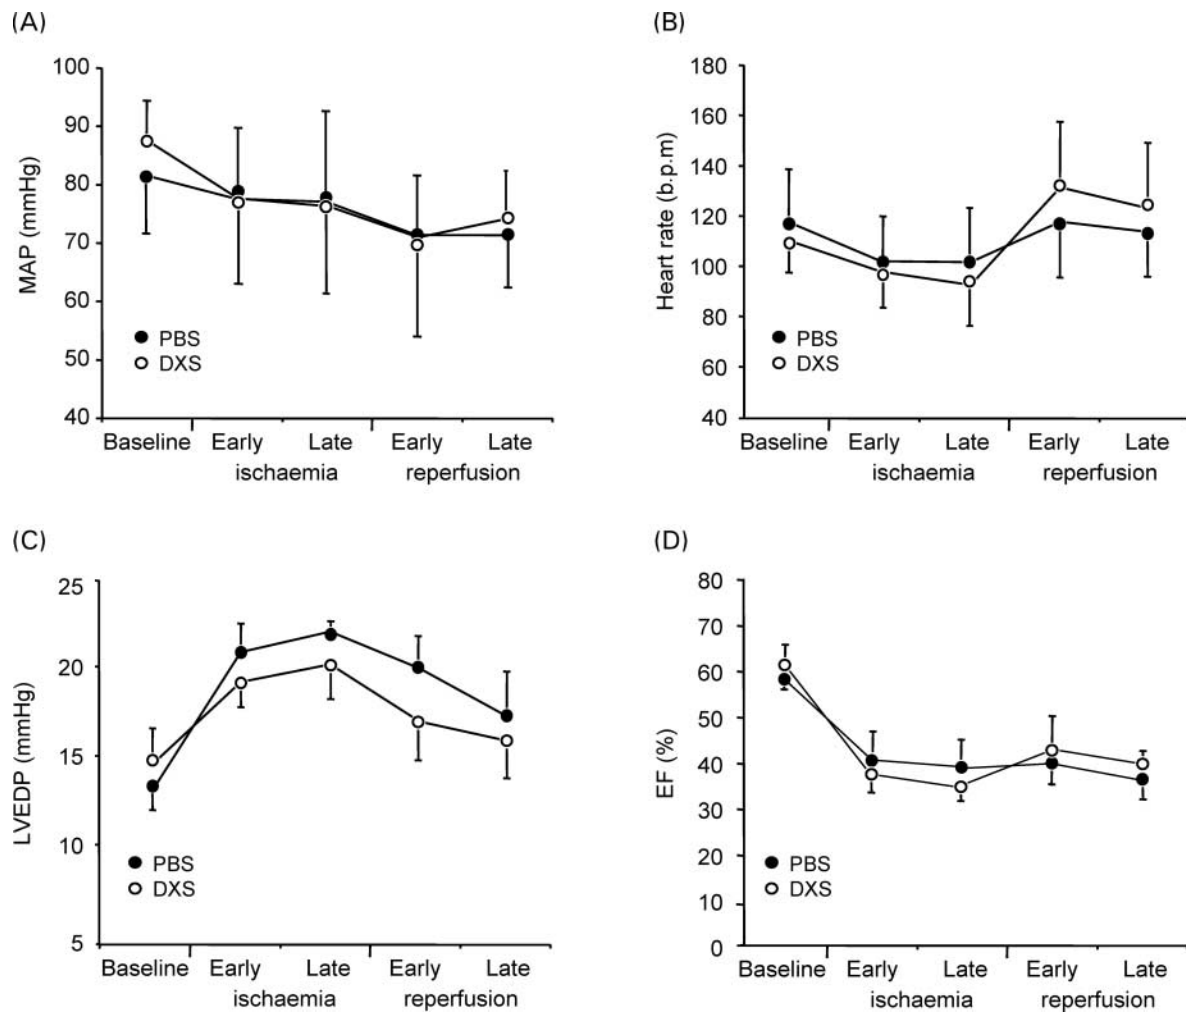 (A)
100
90
80
70
60
50
40
MAP (mmHg)
PBS
DXS
Baseline Early Late Early Late
ischaemia reperfusion
(B)
180
160
140
120
100
80
60
40
Heart rate (b.p.m)
PBS
DXS
Baseline Early Late Early Late
ischaemia reperfusion
(C)
25
20
15
10
5
LVEDP (mmHg)
PBS
DXS
Baseline Early Late Early Late
ischaemia reperfusion
(D)
80
70
60
50
40
30
20
10
0
EF (%)
PBS
DXS
Baseline Early Late Early Late
ischaemia reperfusion